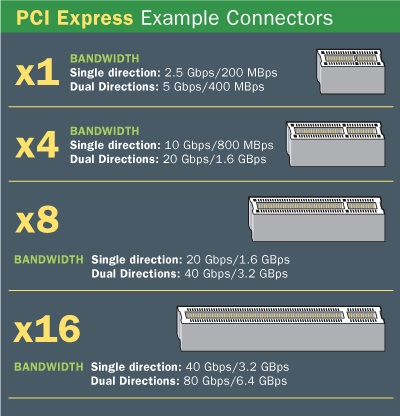 PCI Express Example Connectors
x1
BANDWIDTH
Single direction: 2.5 Gbps/200 MBps
Dual Directions: 5 Gbps/400 MBps
x4
BANDWIDTH
Single direction: 10 Gbps/800 MBps
Dual Directions: 20 Gbps/1.6 GBps
x8
BANDWIDTH Single direction: 20 Gbps/1.6 GBps
Dual Directions: 40 Gbps/3.2 GBps
x16
BANDWIDTH Single direction: 40 Gbps/3.2 GBps
Dual Directions: 80 Gbps/6.4 GBps